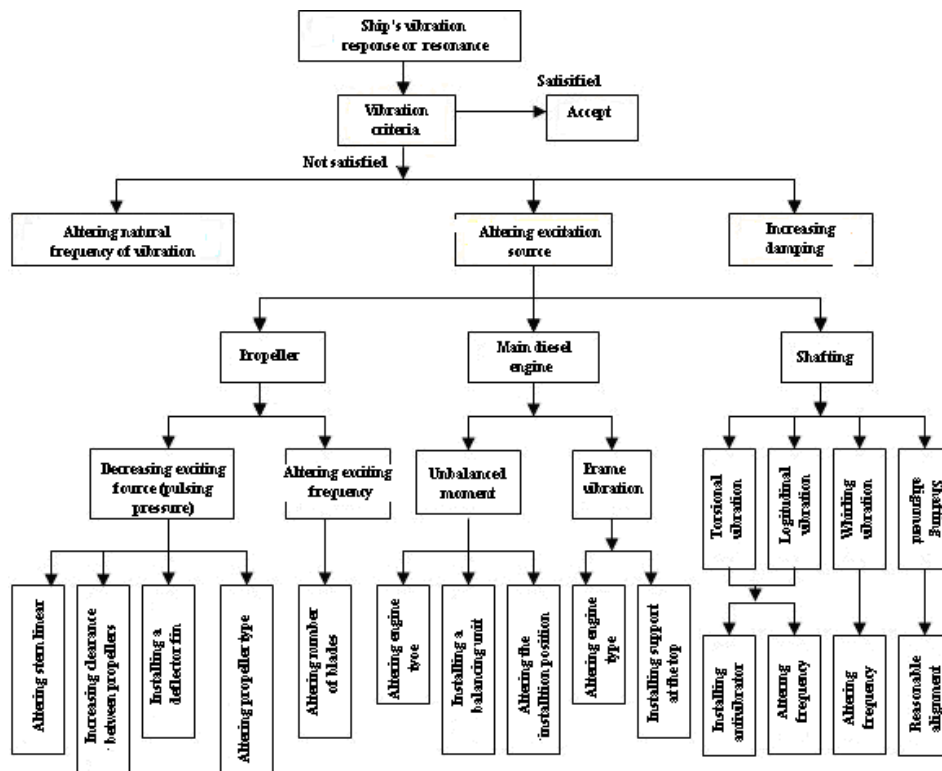 Ship's vibration
response or resonance
Satisified
Vibration
criteria
Accept
Not satisfied
Altering natural
frequency of vibration
Altering excitation
source
Increasing
damping
Propeller
Main diesel
engine
Shafting
Decreasing exciting
fource (pulsing
pressure)
Altering exciting
frequency
Unbalanced
moment
Frame
vibration
Torsional
vibration
Logitudinal
vibration
Whirling
vibration
Shafting
alignment
Altering stern linear
Increasing clearance
between propellers
Installing a
deflector fin
Altering propeller type
Altering number
of blades
Altering engine
type
Installing a
balancing unit
Altering the
installtion position
Altering engine
type
Installing support
at the top
Installing
antivibrator
Altering
frequency
Altering
frequency
Reasonable
alignment